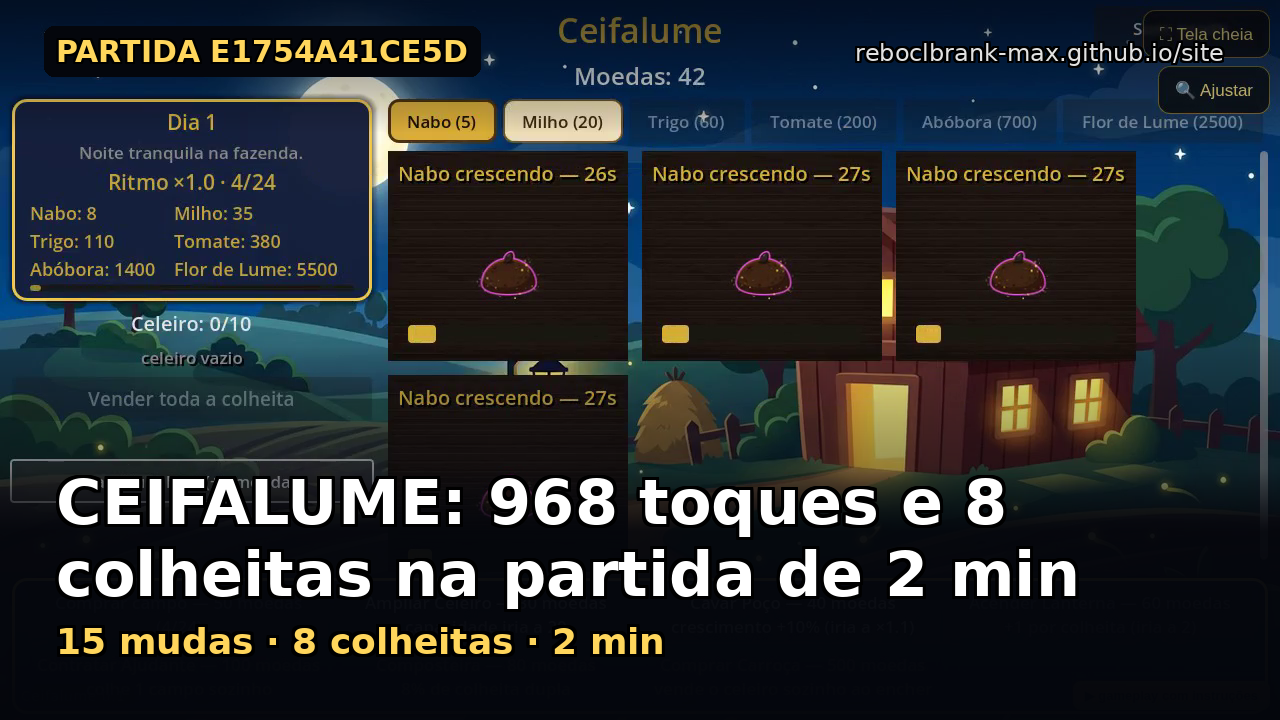 PARTIDA E1754A41CE5D
Ceifalume
Tela cheia
reboclbrank-max.github.io/site
Moedas: 42
Ajustar
Dia 1
Noite tranquila na fazenda.
Ritmo ×1.0 · 4/24
Nabo: 8 Milho: 35
Trigo: 110 Tomate: 380
Abóbora: 1400 Flor de Lume: 5500
Nabo (5) Milho (20) Trigo (60) Tomate (200) Abóbora (700) Flor de Lume (2500)
Nabo crescendo — 26s
Nabo crescendo — 27s
Nabo crescendo — 27s
Celeiro: 0/10
celeiro vazio
Vender toda a colheita
Nabo crescendo — 27s
CEIFALUME: 968 toques e 8
colheitas na partida de 2 min
15 mudas · 8 colheitas · 2 min